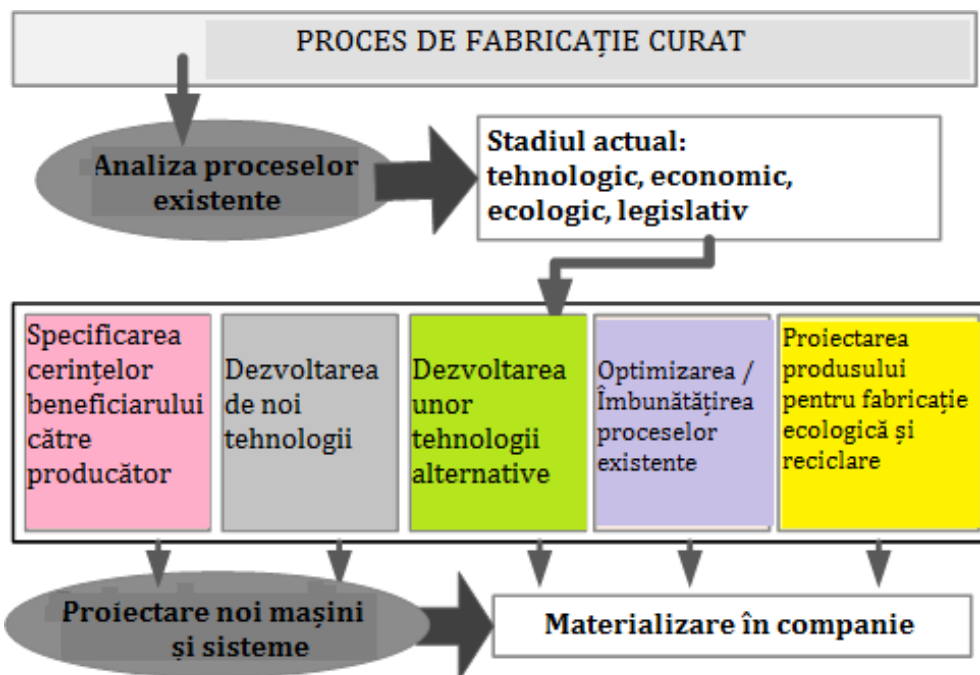 PROCES DE FABRICAȚIE CURAT
Analiza proceselor
existente
Stadiul actual:
tehnologic, economic,
ecologic, legislativ
Specificarea
cerințelor
beneficiarului
către
producător
Dezvoltarea
de noi
tehnologii
Dezvoltarea
unor
tehnologii
alternative
Optimizarea /
Îmbunătățirea
proceselor
existente
Proiectarea
produsului
pentru fabricație
ecologică și
reciclare
Proiectare noi mașini
și sisteme
Materializare în companie